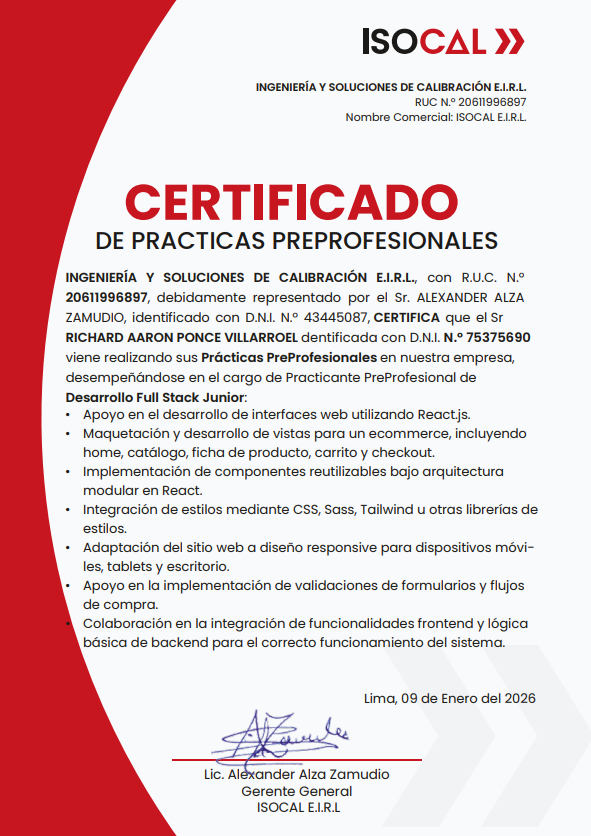 ISOCAL
INGENIERÍA Y SOLUCIONES DE CALIBRACIÓN E.I.R.L.
RUC N.º 20611996897
Nombre Comercial: ISOCAL E.I.R.L.
CERTIFICADO
DE PRACTICAS PREPROFESIONALES
INGENIERÍA Y SOLUCIONES DE CALIBRACIÓN E.I.R.L., con R.U.C. N.º
20611996897, debidamente representado por el Sr. ALEXANDER ALZA
ZAMUDIO, identificado con D.N.I. N.º 43445087, CERTIFICA que el Sr
RICHARD AARON PONCE VILLARROEL dentificada con D.N.I. N.º 75375690
viene realizando sus Prácticas PreProfesionales en nuestra empresa,
desempeñándose en el cargo de Practicante PreProfesional de
Desarrollo Full Stack Junior:
• Apoyo en el desarrollo de interfaces web utilizando React.js.
• Maquetación y desarrollo de vistas para un ecommerce, incluyendo
home, catálogo, ficha de producto, carrito y checkout.
• Implementación de componentes reutilizables bajo arquitectura
modular en React.
• Integración de estilos mediante CSS, Sass, Tailwind u otras librerías de
estilos.
• Adaptación del sitio web a diseño responsive para dispositivos móvi-
les, tablets y escritorio.
• Apoyo en la implementación de validaciones de formularios y flujos
de compra.
• Colaboración en la integración de funcionalidades frontend y lógica
básica de backend para el correcto funcionamiento del sistema.
Lima, 09 de Enero del 2026
Lic. Alexander Alza Zamudio
Gerente General
ISOCAL E.I.R.L